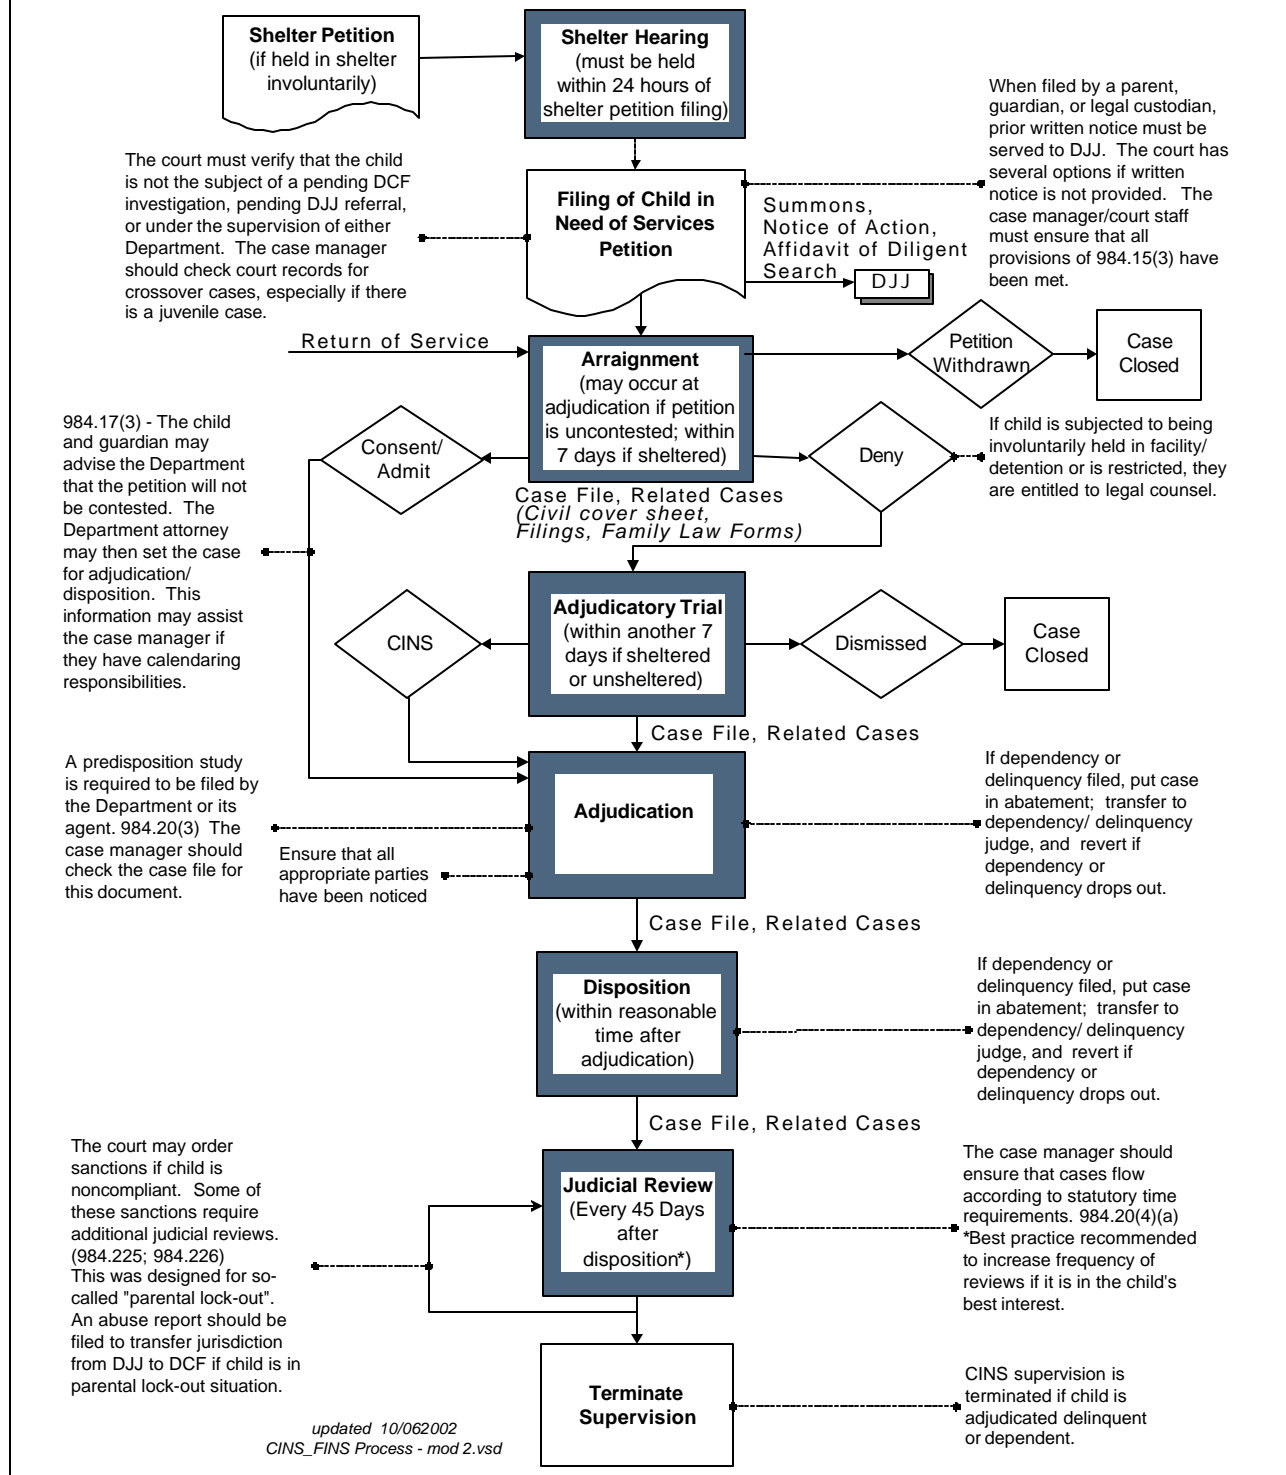 Shelter Petition
(if held in shelter
involuntarily)
Shelter Hearing
(must be held
within 24 hours of
shelter petition filing)
When filed by a parent,
guardian, or legal custodian,
prior written notice must be
served to DJJ. The court has
several options if written
notice is not provided. The
case manager/court staff
must ensure that all
provisions of 984.15(3) have
been met.
The court must verify that the child
is not the subject of a pending DCF
investigation, pending DJJ referral,
or under the supervision of either
Department. The case manager
should check court records for
crossover cases, especially if there
is a juvenile case.
Filing of Child in
Need of Services
Petition
Summons,
Notice of Action,
Affidavit of Diligent
Search
DJJ
Return of Service
Arraignment
(may occur at
adjudication if petition
is uncontested; within
7 days if sheltered)
Petition
Withdrawn
Case
Closed
984.17(3) - The child
and guardian may
advise the Department
that the petition will not
be contested. The
Department attorney
may then set the case
for adjudication/
disposition. This
information may assist
the case manager if
they have calendaring
responsibilities.
Consent/
Admit
Deny
If child is subjected to being
involuntarily held in facility/
detention or is restricted, they
are entitled to legal counsel.
Case File, Related Cases
(Civil cover sheet,
Filings, Family Law Forms)
CINS
Adjudicatory Trial
(within another 7
days if sheltered
or unsheltered)
Dismissed
Case
Closed
Case File, Related Cases
A predisposition study
is required to be filed by
the Department or its
agent. 984.20(3) The
case manager should
check the case file for
this document.
Ensure that all
appropriate parties
have been noticed
Adjudication
If dependency or
delinquency filed, put case
in abatement; transfer to
dependency/ delinquency
judge, and revert if
dependency or
delinquency drops out.
Case File, Related Cases
Disposition
(within reasonable
time after
adjudication)
If dependency or
delinquency filed, put case
in abatement; transfer to
dependency/ delinquency
judge, and revert if
dependency or
delinquency drops out.
Case File, Related Cases
The court may order
sanctions if child is
noncompliant. Some of
these sanctions require
additional judicial reviews.
(984.225; 984.226)
This was designed for so-
called "parental lock-out".
An abuse report should be
filed to transfer jurisdiction
from DJJ to DCF if child is in
parental lock-out situation.
Judicial Review
(Every 45 Days
after
disposition*)
The case manager should
ensure that cases flow
according to statutory time
requirements. 984.20(4)(a)
*Best practice recommended
to increase frequency of
reviews if it is in the child's
best interest.
Terminate
Supervision
CINS supervision is
terminated if child is
adjudicated delinquent
or dependent.
updated 10/062002
CINS_FINS Process - mod 2.vsd